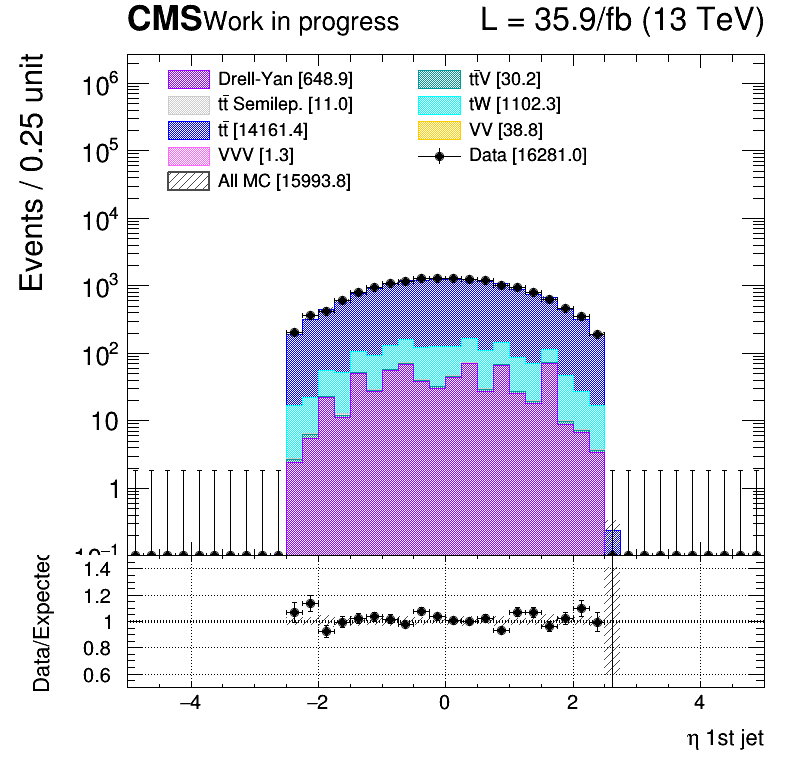 CMS Work in progress L = 35.9/fb (13 TeV)
Events / 0.25 unit
Drell-Yan [648.9] tt̄V [30.2]
tt̄ Semilep. [11.0] tW [1102.3]
tt̄ [14161.4] VV [38.8]
VVV [1.3] Data [16281.0]
All MC [15993.8]
10⁶
10⁵
10⁴
10³
10²
10
1
10⁻¹
Data/Expected
1.4
1.2
1
0.8
0.6
−4 −2 0 2 4
η 1st jet